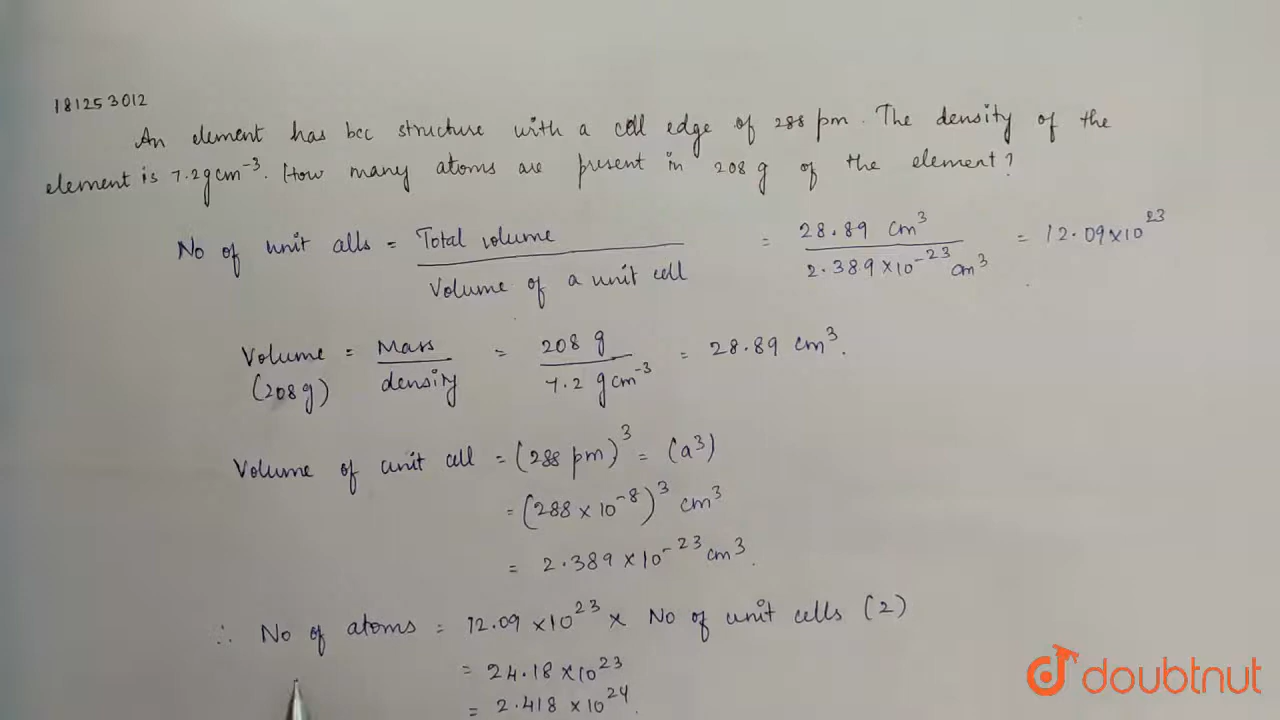 181253012
An element has bcc structure with a cell edge of 288 pm. The density of the
element is 7.2 g cm⁻³. How many atoms are present in 208 g of the element?
No of unit cells = Total volume / Volume of a unit cell = 28.89 cm³ / 2.389 × 10⁻²³ cm³ = 12.09 × 10²³
Volume (208 g) = Mass / density = 208 g / 7.2 g cm⁻³ = 28.89 cm³.
Volume of unit cell = (288 pm)³ = (a³)
= (288 × 10⁻⁸)³ cm³
= 2.389 × 10⁻²³ cm³.
∴ No of atoms = 12.09 × 10²³ × No of unit cells (2)
= 24.18 × 10²³
= 2.418 × 10²⁴.
doubtnut